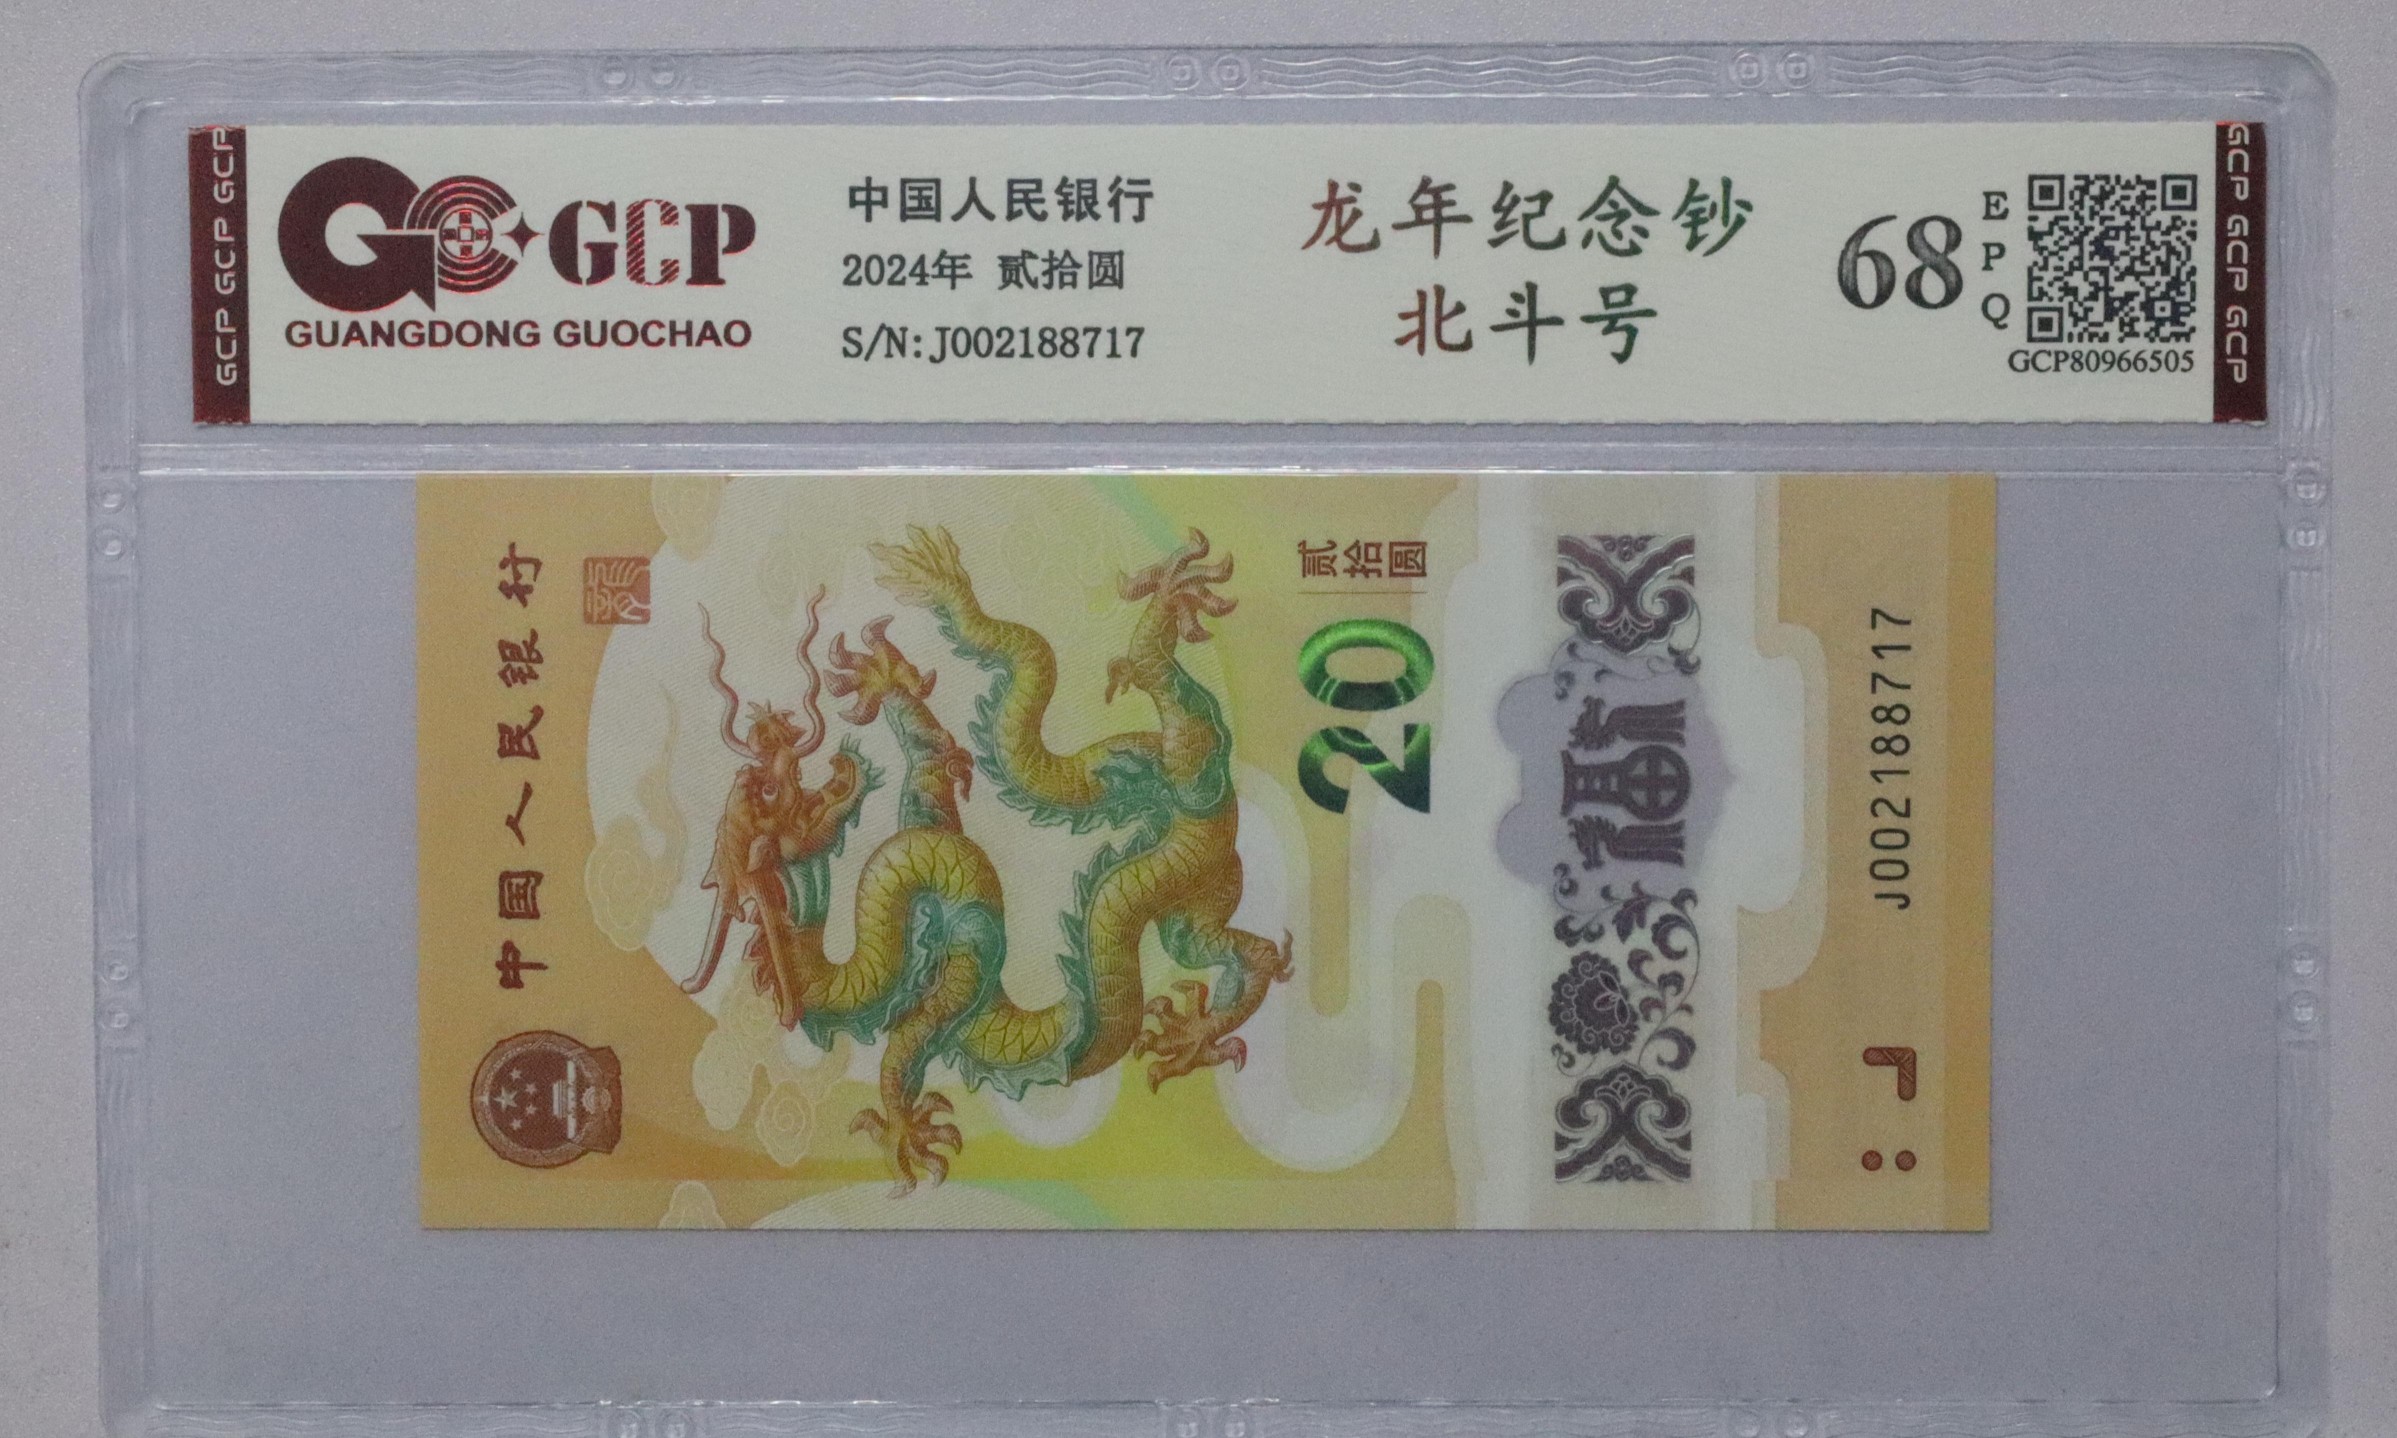 GCP GCP GCP
GCP
GUANGDONG GUOCHAO
中国人民银行
2024年 贰拾圆
S/N:J002188717
龙年纪念钞
北斗号
68
EPQ
GCP80966505
GCP GCP GCP
中国人民银行
贰拾圆
20
福
J002188717